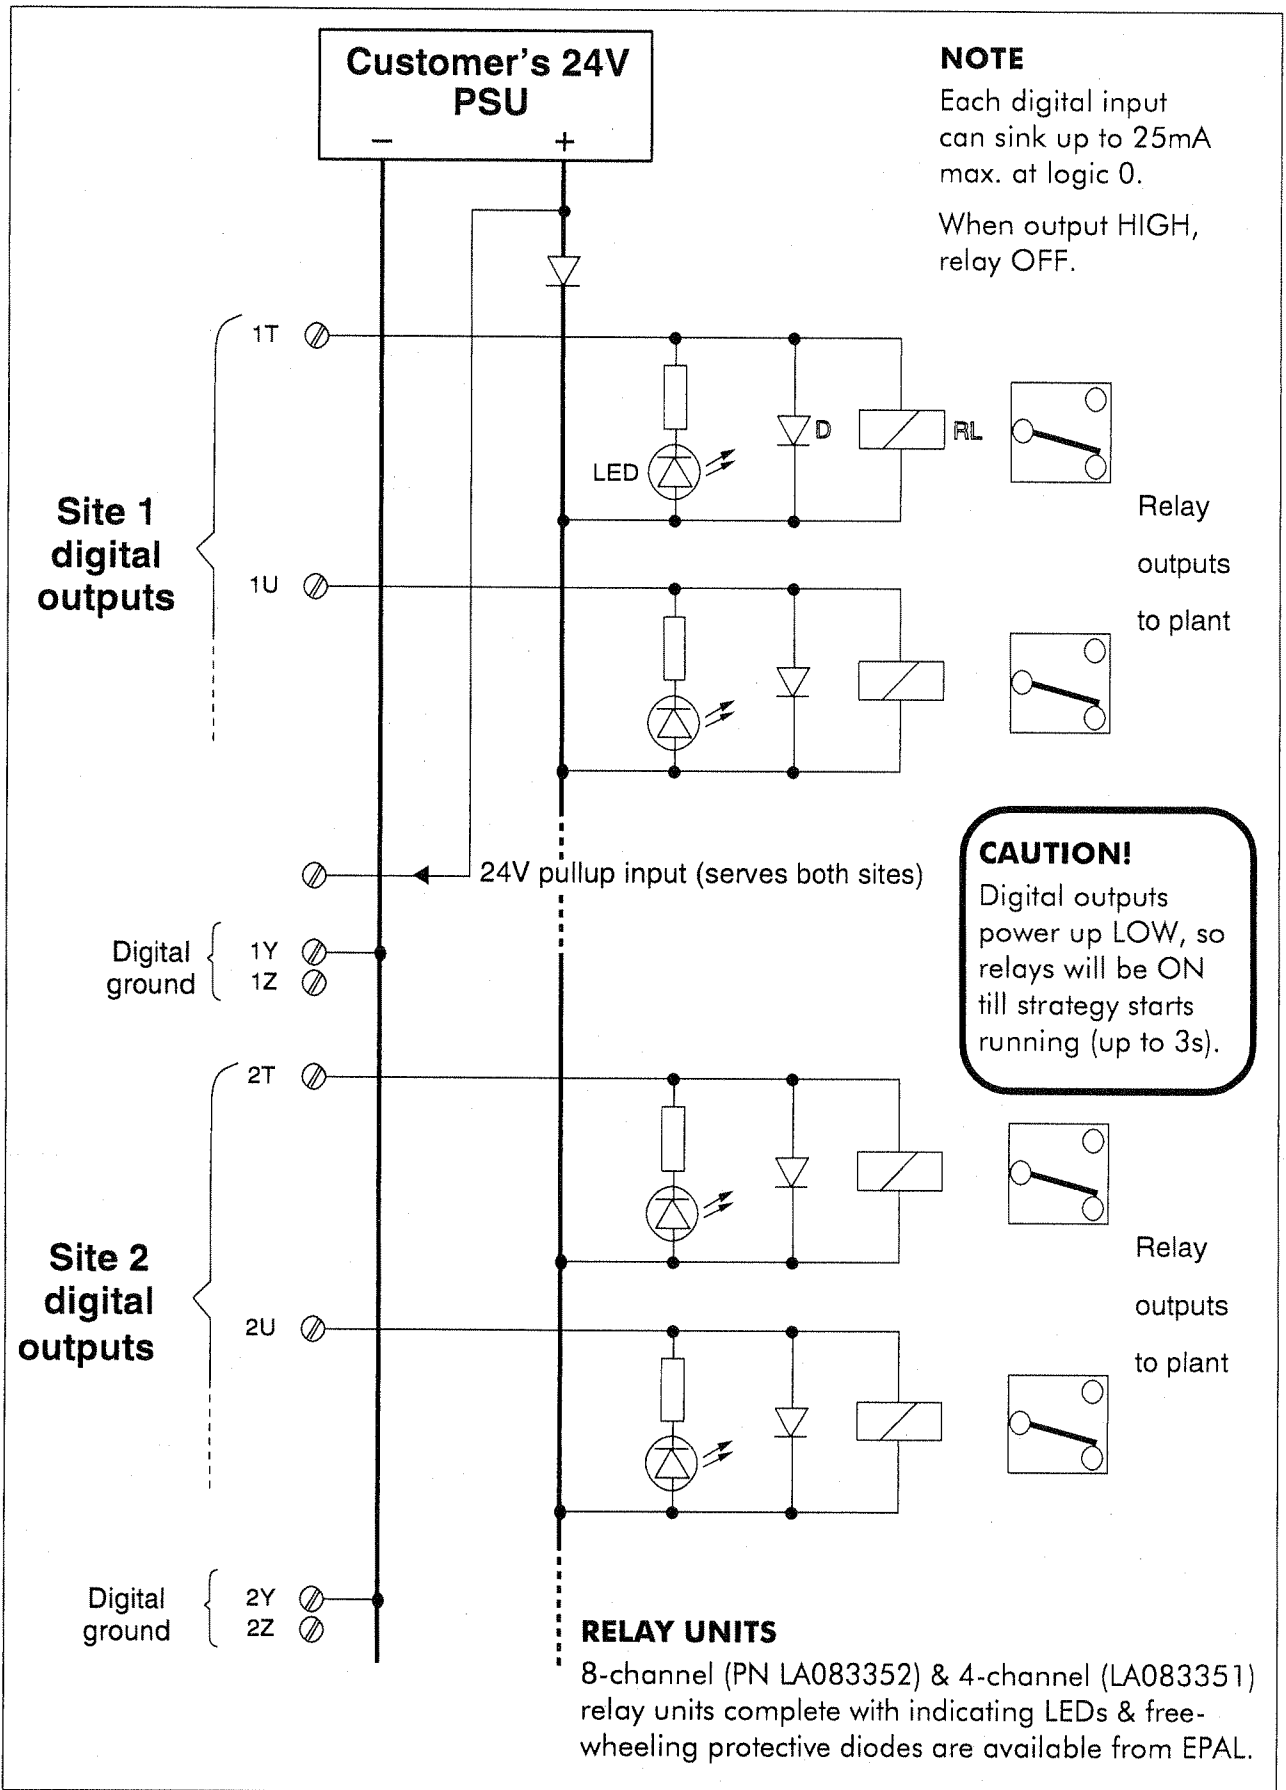 Customer's 24V
PSU
− +
NOTE
Each digital input
can sink up to 25mA
max. at logic 0.
When output HIGH,
relay OFF.
1T
D
RL
LED
Site 1
digital
outputs
Relay
outputs
to plant
1U
24V pullup input (serves both sites)
CAUTION!
Digital outputs
power up LOW, so
relays will be ON
till strategy starts
running (up to 3s).
Digital
ground
1Y
1Z
2T
Site 2
digital
outputs
Relay
outputs
to plant
2U
Digital
ground
2Y
2Z
RELAY UNITS
8-channel (PN LA083352) & 4-channel (LA083351)
relay units complete with indicating LEDs & free-
wheeling protective diodes are available from EPAL.